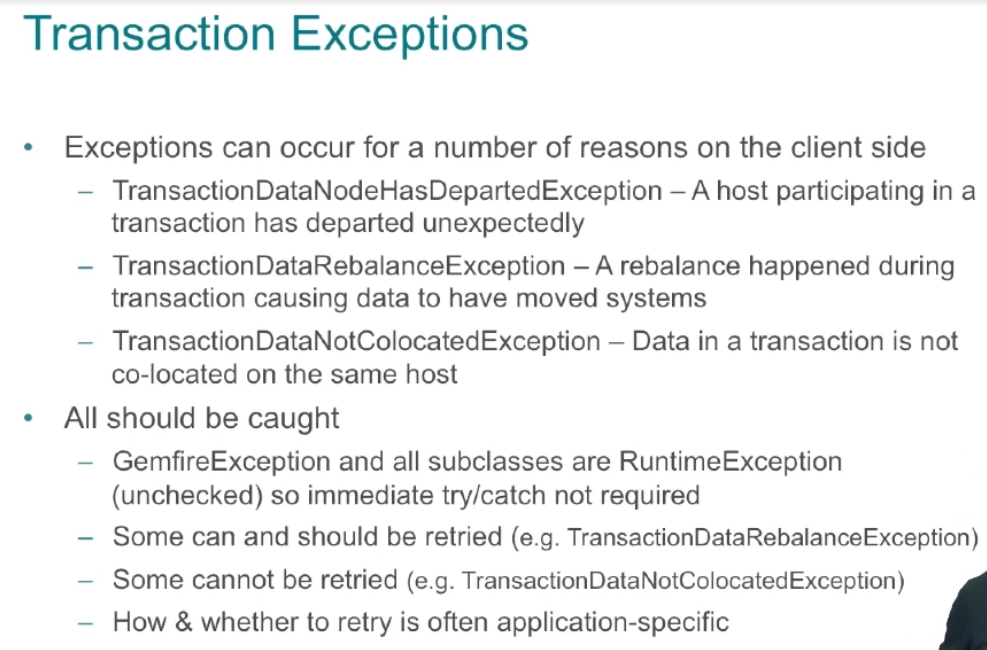 Transaction Exceptions
• Exceptions can occur for a number of reasons on the client side
– TransactionDataNodeHasDepartedException – A host participating in a
transaction has departed unexpectedly
– TransactionDataRebalanceException – A rebalance happened during
transaction causing data to have moved systems
– TransactionDataNotColocatedException – Data in a transaction is not
co-located on the same host
• All should be caught
– GemfireException and all subclasses are RuntimeException
(unchecked) so immediate try/catch not required
– Some can and should be retried (e.g. TransactionDataRebalanceException)
– Some cannot be retried (e.g. TransactionDataNotColocatedException)
– How & whether to retry is often application-specific